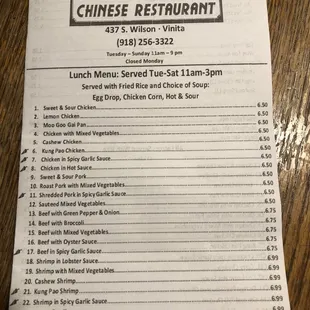 CHINESE RESTAURANT
437 S. Wilson · Vinita
(918) 256-3322
Tuesday – Sunday 11am – 9 pm
Closed Monday
Lunch Menu: Served Tue-Sat 11am-3pm
Served with Fried Rice and Choice of Soup:
Egg Drop, Chicken Corn, Hot & Sour
1. Sweet & Sour Chicken 6.50
2. Lemon Chicken 6.50
3. Moo Goo Gai Pan 6.50
4. Chicken with Mixed Vegetables 6.50
5. Cashew Chicken 6.50
6. Kung Pao Chicken 6.50
7. Chicken in Spicy Garlic Sauce 6.50
8. Chicken in Hot Sauce 6.50
9. Sweet & Sour Pork 6.50
10. Roast Pork with Mixed Vegetables 6.50
11. Shredded Pork in Spicy Garlic Sauce 6.50
12. Sauteed Mixed Vegetables 6.50
13. Beef with Green Pepper & Onion 6.75
14. Beef with Broccoli 6.75
15. Beef with Mixed Vegetables 6.75
16. Beef with Oyster Sauce 6.75
17. Beef in Spicy Garlic Sauce 6.75
18. Shrimp in Lobster Sauce 6.99
19. Shrimp with Mixed Vegetables 6.99
20. Cashew Shrimp 6.99
21. Kung Pao Shrimp 6.99
22. Shrimp in Spicy Garlic Sauce 6.99